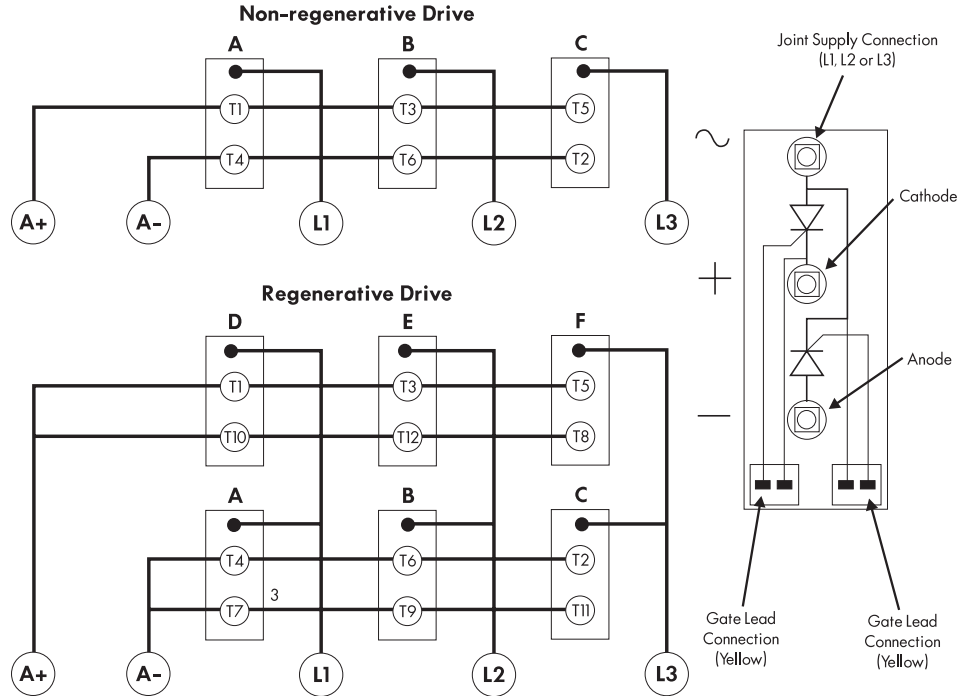 Non-regenerative Drive
A B C
T1 T3 T5
T4 T6 T2
A+ A- L1 L2 L3
Regenerative Drive
D E F
T1 T3 T5
T10 T12 T8
A B C
T4 T6 T2
T7 3 T9 T11
A+ A- L1 L2 L3
Joint Supply Connection
(L1, L2 or L3)
~
Cathode
+
Anode
—
Gate Lead
Connection
(Yellow)
Gate Lead
Connection
(Yellow)